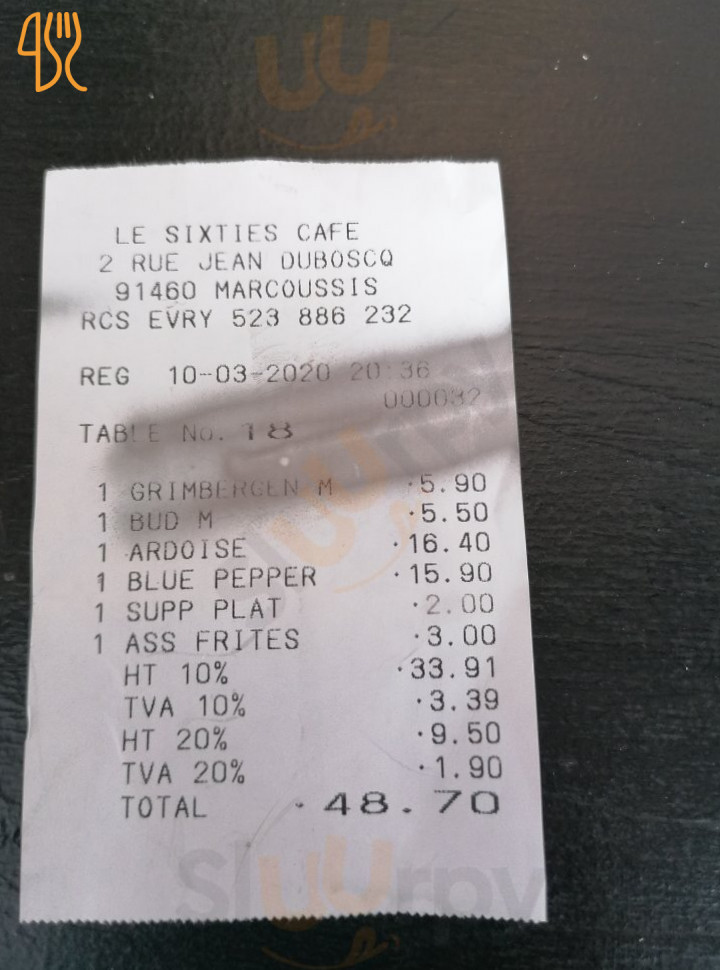 LE SIXTIES CAFE
2 RUE JEAN DUBOSCQ
91460 MARCOUSSIS
RCS EVRY 523 886 232
REG 10-03-2020 20:36
000032
TABLE No. 18
1 GRIMBERGEN M ·5.90
1 BUD M ·5.50
1 ARDOISE ·16.40
1 BLUE PEPPER ·15.90
1 SUPP PLAT ·2.00
1 ASS FRITES ·3.00
HT 10% ·33.91
TVA 10% ·3.39
HT 20% ·9.50
TVA 20% ·1.90
TOTAL ·48.70
Sluurpy